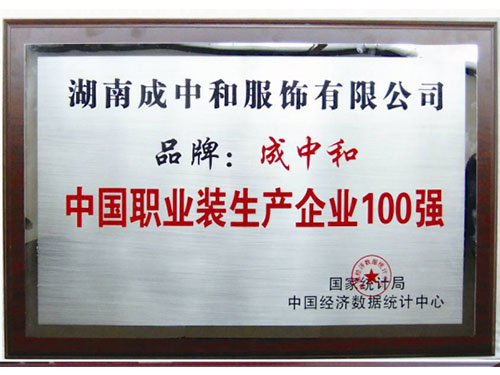 湖南成中和服饰有限公司
品牌：成中和
中国职业装生产企业100强
国家统计局
中国经济数据统计中心